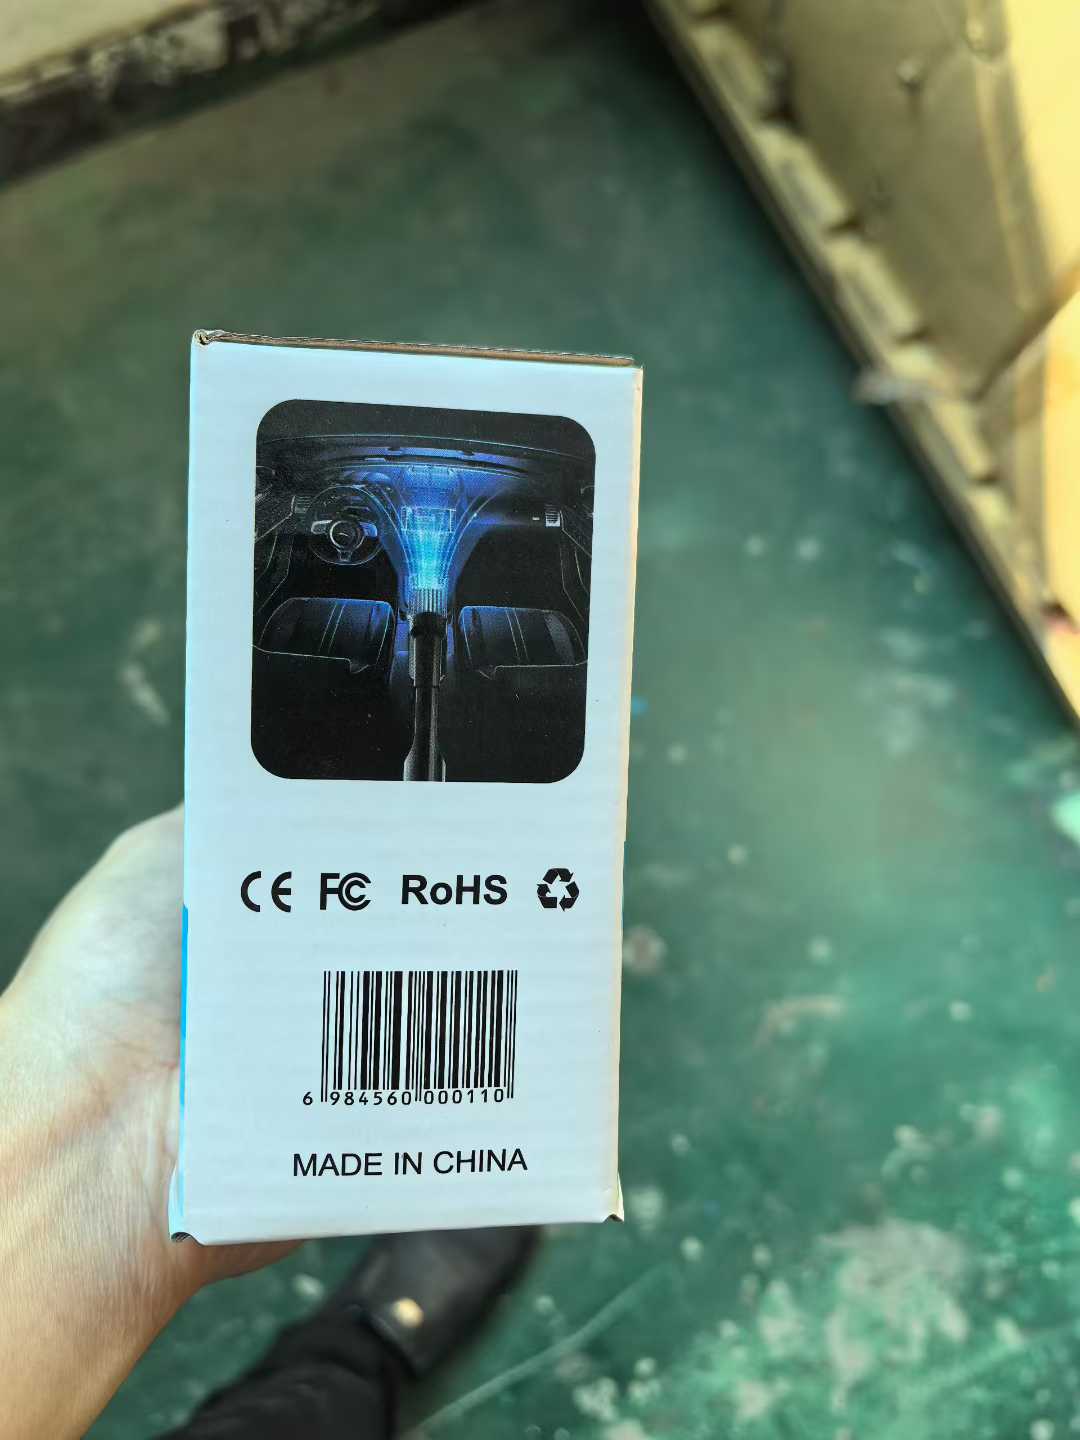 CE FC RoHS
6 984560 000110
MADE IN CHINA